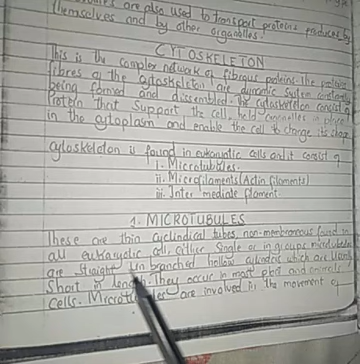 are also used to transport proteins produces by
themselves and by other organelles.
CYTOSKELETON
This is the complex network of fibrous proteins. The proteins
fibres of the cytoskeleton are dynamic system constantly
being formed and dissembled. The cytoskeleton consist of
Protein that support the cell, hold organelles in place
in the cytoplasm and enable the cell to change its shape
cytoskeleton is found in eukaryotic cells and it consist of
i. Microtubules.
ii. Microfilaments (Actin filaments)
iii. Inter mediate filament.
1. MICROTUBULES
These are thin cylindrical tubes, non-membranous found in
all eukaryotic cell, either single or in groups microtubules
are straight, unbranched hollow cylinders which are usually
short in length. They occur in most plant and animals
cells. are involved in the movement of